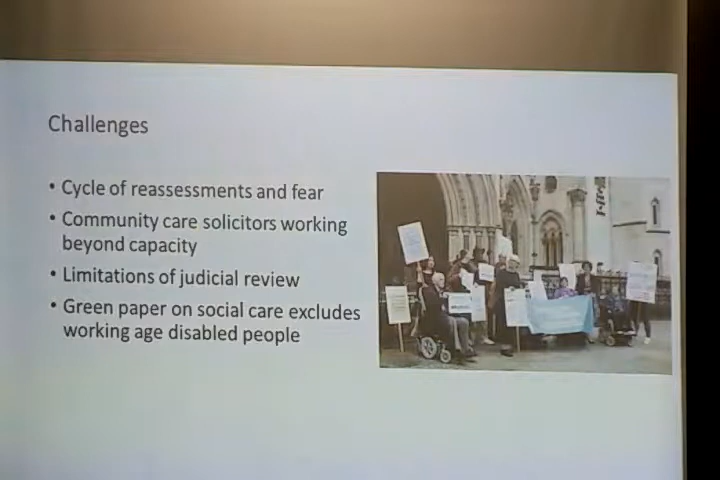 Challenges
• Cycle of reassessments and fear
• Community care solicitors working
beyond capacity
• Limitations of judicial review
• Green paper on social care excludes
working age disabled people